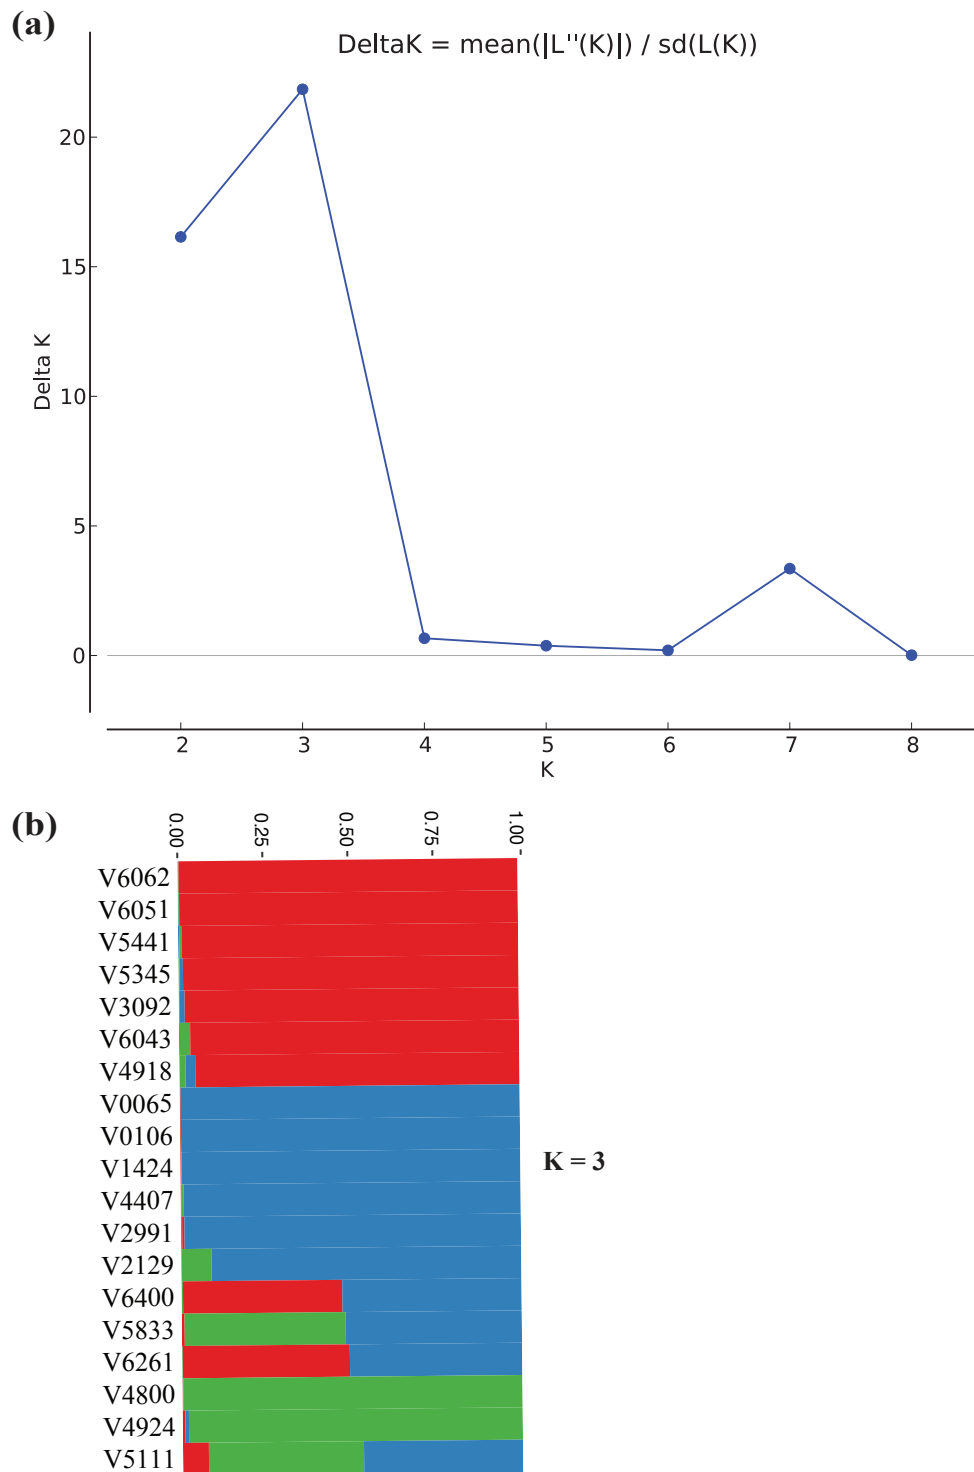 (a)
DeltaK = mean(|L''(K)|) / sd(L(K))
20
15
10
5
0
Delta K
2 3 4 5 6 7 8
K
(b)
0.00 0.25 0.50 0.75 1.00
V6062
V6051
V5441
V5345
V3092
V6043
V4918
V0065
V0106
V1424
V4407
V2991
V2129
V6400
V5833
V6261
V4800
V4924
V5111
K = 3